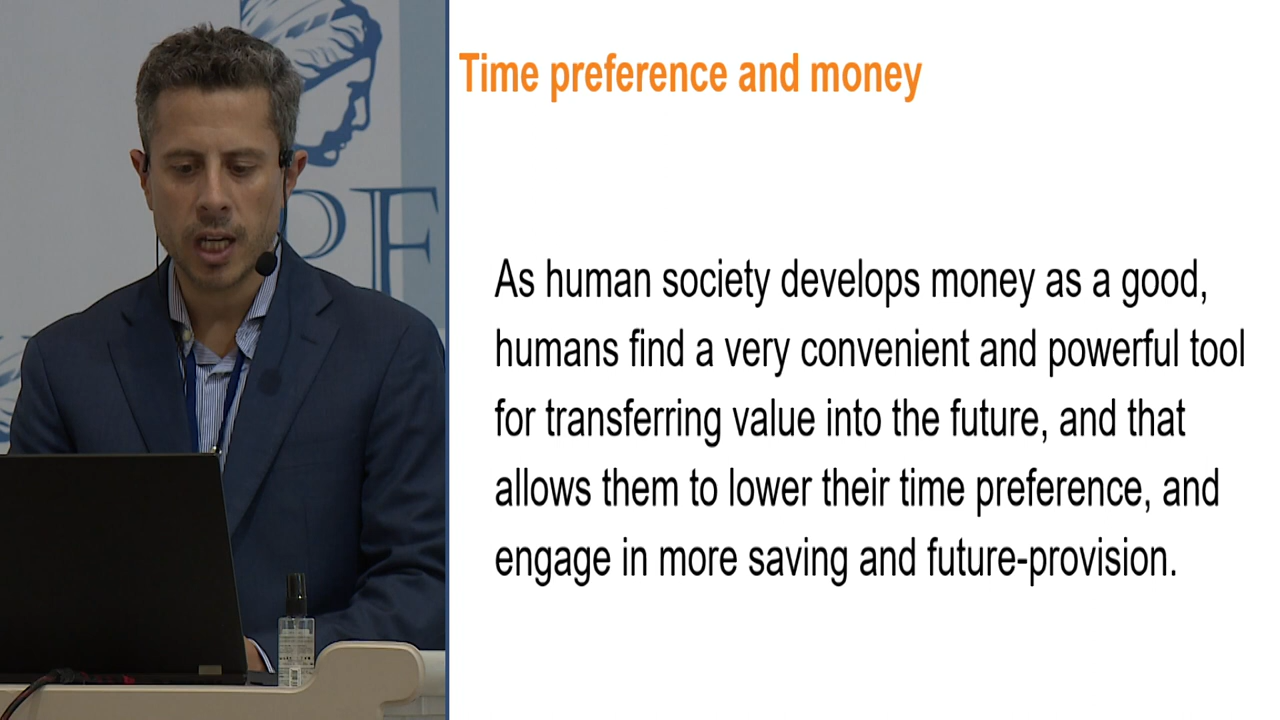 PF
Time preference and money
As human society develops money as a good,
humans find a very convenient and powerful tool
for transferring value into the future, and that
allows them to lower their time preference, and
engage in more saving and future-provision.